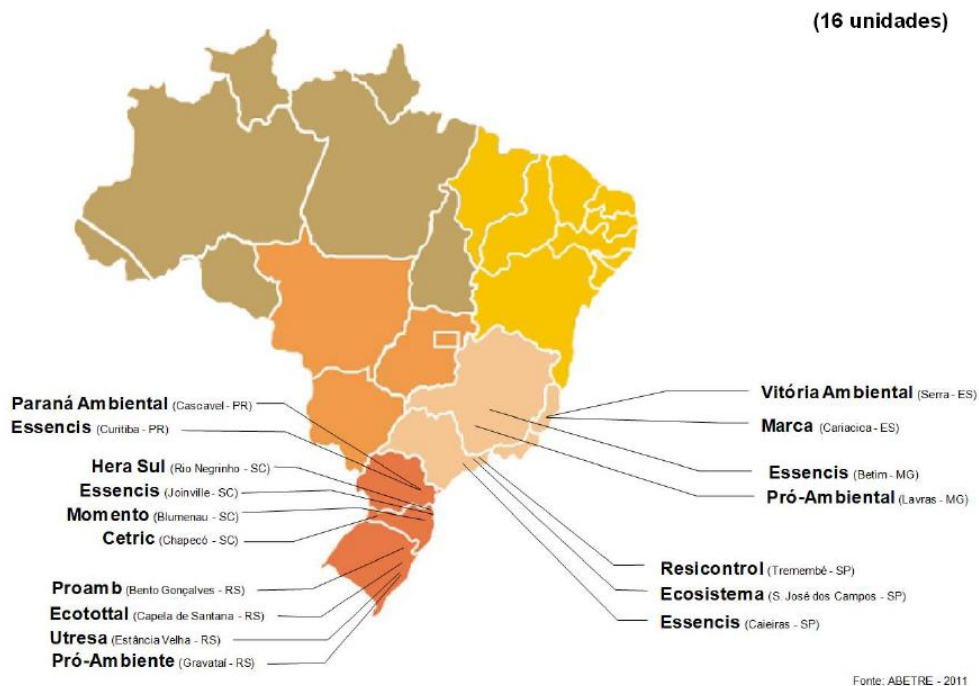 (16 unidades)
Paraná Ambiental (Cascavel - PR)
Essencis (Curitiba - PR)
Hera Sul (Rio Negrinho - SC)
Essencis (Joinville - SC)
Momento (Blumenau - SC)
Cetric (Chapecó - SC)
Proamb (Bento Gonçalves - RS)
Ecotottal (Capela de Santana - RS)
Utresa (Estância Velha - RS)
Pró-Ambiente (Gravataí - RS)
Vitória Ambiental (Serra - ES)
Marca (Cariacica - ES)
Essencis (Betim - MG)
Pró-Ambiental (Lavras - MG)
Resicontrol (Tremembé - SP)
Ecosistema (S. José dos Campos - SP)
Essencis (Caieiras - SP)
Fonte: ABETRE - 2011